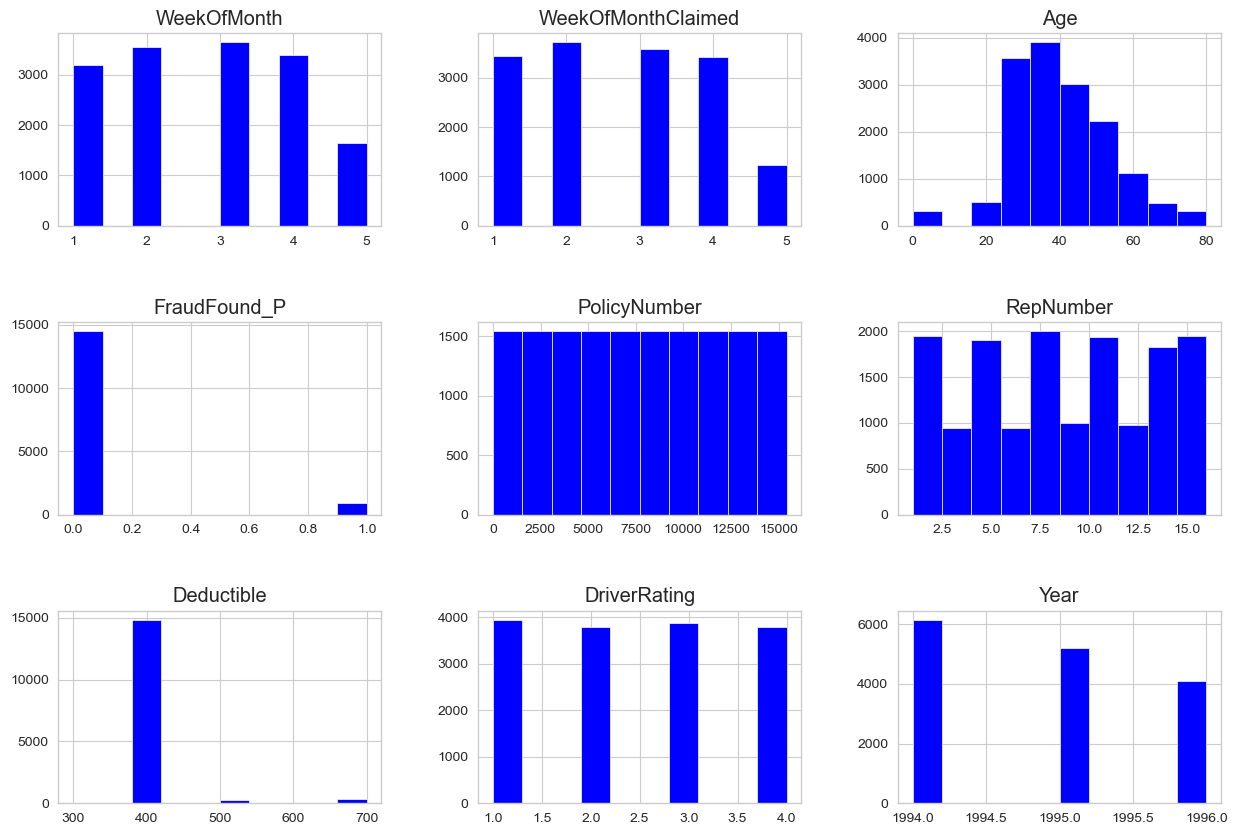 WeekOfMonth
3000
2000
1000
0
1 2 3 4 5
WeekOfMonthClaimed
3000
2000
1000
0
1 2 3 4 5
Age
4000
3000
2000
1000
0
0 20 40 60 80
FraudFound_P
15000
10000
5000
0
0.0 0.2 0.4 0.6 0.8 1.0
PolicyNumber
1500
1000
500
0
0 2500 5000 7500 10000 12500 15000
RepNumber
2000
1500
1000
500
0
2.5 5.0 7.5 10.0 12.5 15.0
Deductible
15000
10000
5000
0
300 400 500 600 700
DriverRating
4000
3000
2000
1000
0
1.0 1.5 2.0 2.5 3.0 3.5 4.0
Year
6000
4000
2000
0
1994.0 1994.5 1995.0 1995.5 1996.0